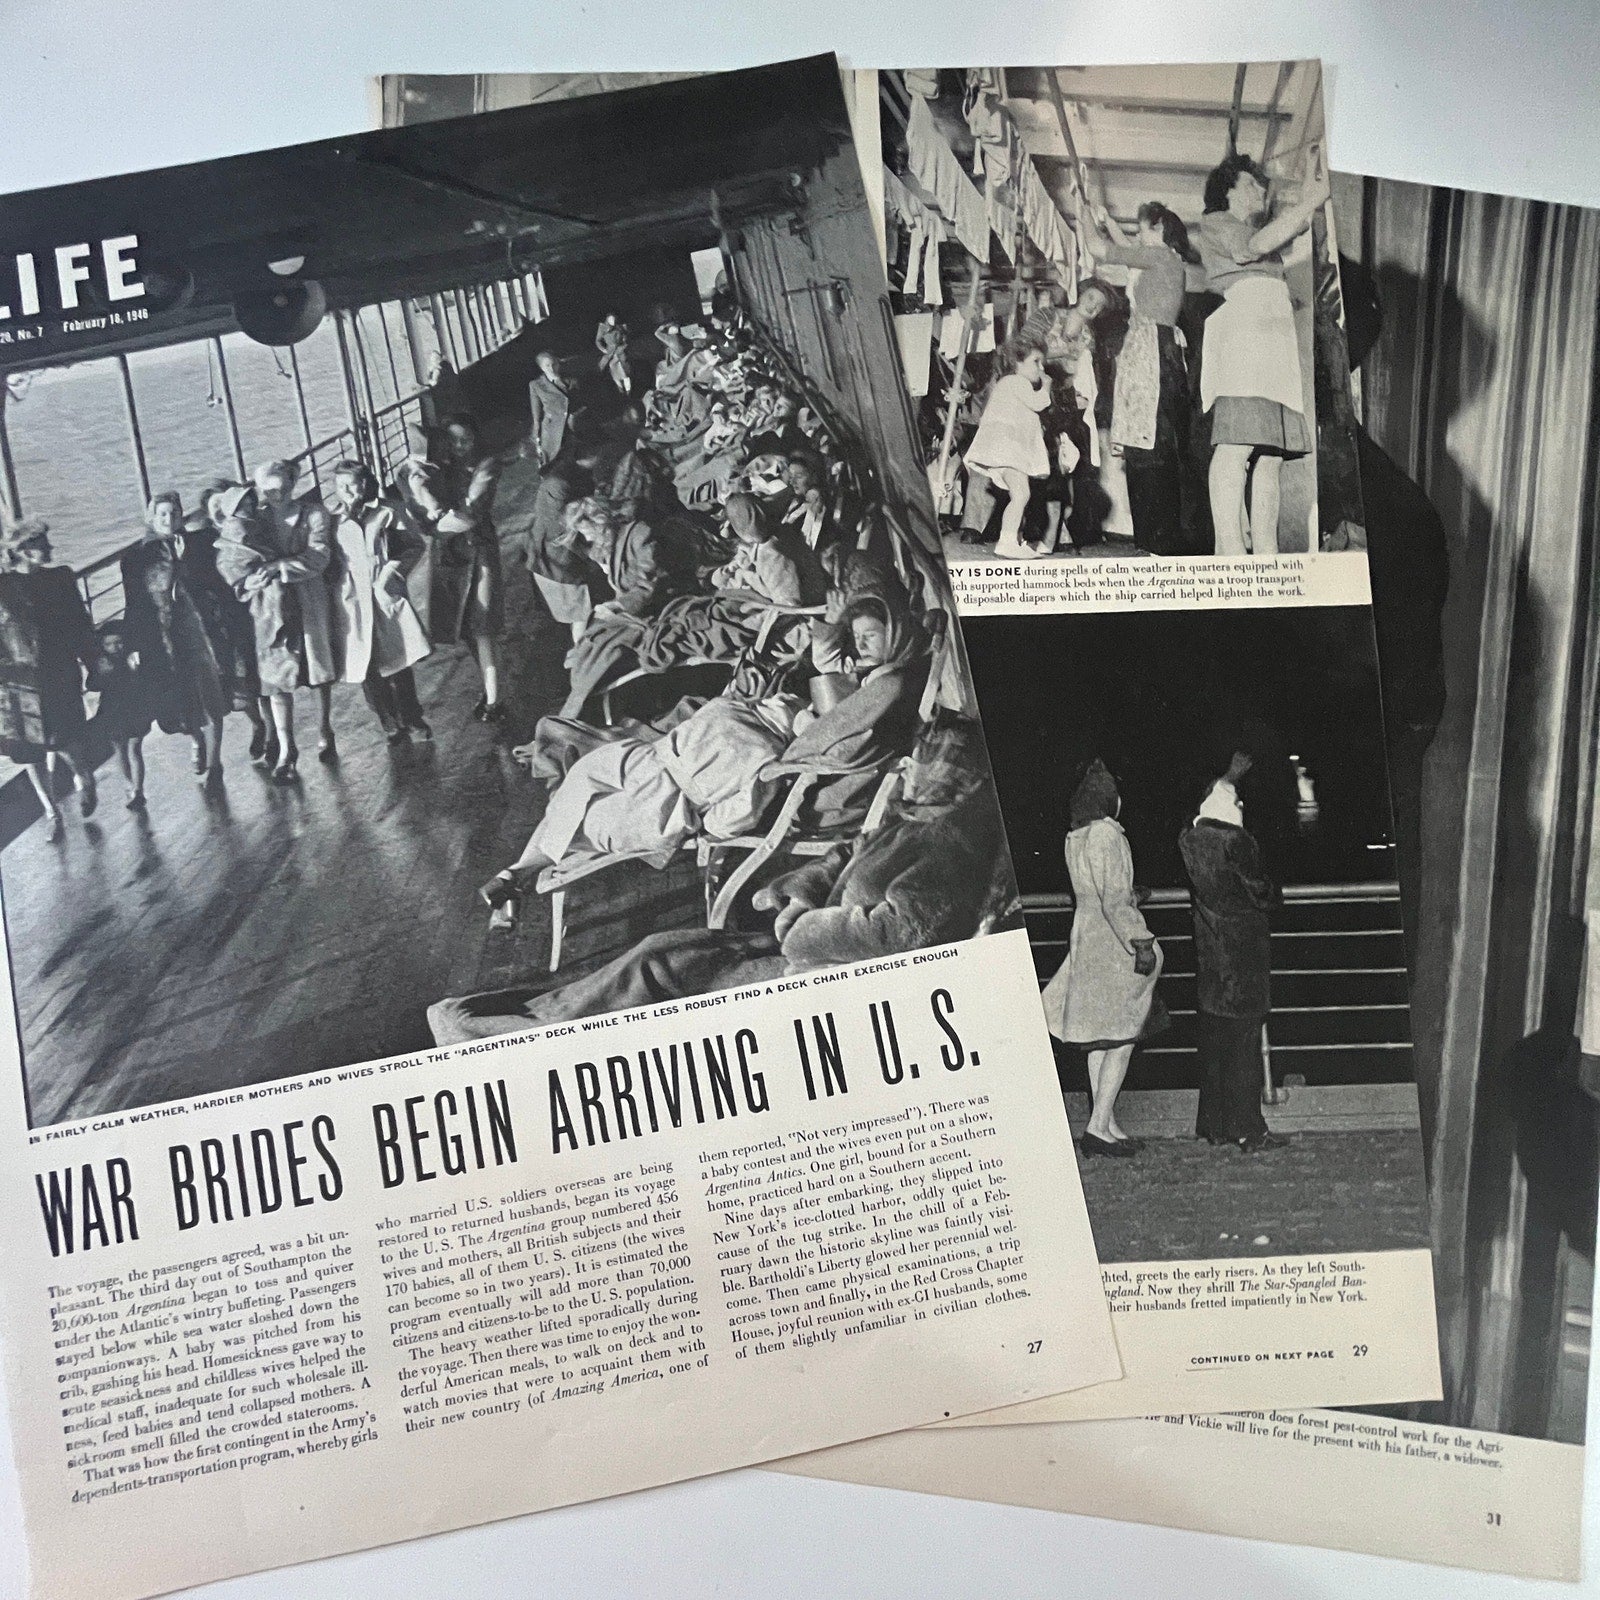 LIFE
20, No. 7 February 18, 1946
IN FAIRLY CALM WEATHER, HARDIER MOTHERS AND WIVES STROLL THE "ARGENTINA'S" DECK WHILE THE LESS ROBUST FIND A DECK CHAIR EXERCISE ENOUGH
WAR BRIDES BEGIN ARRIVING IN U. S.
The voyage, the passengers agreed, was a bit un-
pleasant. The third day out of Southampton the
20,600-ton Argentina began to toss and quiver
under the Atlantic's wintry buffeting. Passengers
stayed below while sea water sloshed down the
companionways. A baby was pitched from his
crib, gashing his head. Homesickness gave way to
acute seasickness and childless wives helped the
medical staff, inadequate for such wholesale ill-
ness, feed babies and tend collapsed mothers. A
sickroom smell filled the crowded staterooms.
That was how the first contingent in the Army's
dependents-transportation program, whereby girls
who married U.S. soldiers overseas are being
restored to returned husbands, began its voyage
to the U. S. The Argentina group numbered 456
wives and mothers, all British subjects and their
170 babies, all of them U. S. citizens (the wives
can become so in two years). It is estimated the
program eventually will add more than 70,000
citizens and citizens-to-be to the U. S. population.
The heavy weather lifted sporadically during
the voyage. Then there was time to enjoy the won-
derful American meals, to walk on deck and to
watch movies that were to acquaint them with
their new country (of Amazing America, one of
them reported, "Not very impressed"). There was
a baby contest and the wives even put on a show,
Argentina Antics. One girl, bound for a Southern
home, practiced hard on a Southern accent.
Nine days after embarking, they slipped into
New York's ice-clotted harbor, oddly quiet be-
cause of the tug strike. In the chill of a Feb-
ruary dawn the historic skyline was faintly visi-
ble. Bartholdi's Liberty glowed her perennial wel-
come. Then came physical examinations, a trip
across town and finally, in the Red Cross Chapter
House, joyful reunion with ex-GI husbands, some
of them slightly unfamiliar in civilian clothes.
27
RY IS DONE during spells of calm weather in quarters equipped with
ich supported hammock beds when the Argentina was a troop transport.
0 disposable diapers which the ship carried helped lighten the work.
hted, greets the early risers. As they left South-
ngland. Now they shrill The Star-Spangled Ban-
heir husbands fretted impatiently in New York.
CONTINUED ON NEXT PAGE 29
meron does forest pest-control work for the Agri-
He and Vickie will live for the present with his father, a widower.
31